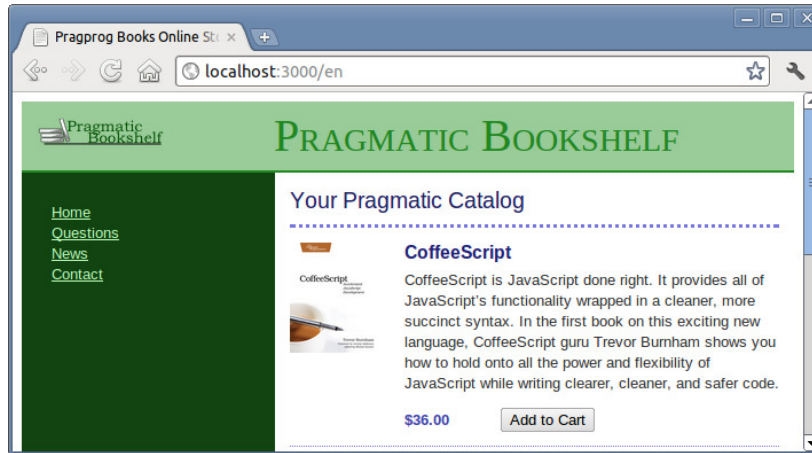 Pragprog Books Online St
localhost:3000/en
Pragmatic
Bookshelf
PRAGMATIC BOOKSHELF
Home
Questions
News
Contact
Your Pragmatic Catalog
CoffeeScript
CoffeeScript
CoffeeScript is JavaScript done right. It provides all of
JavaScript's functionality wrapped in a cleaner, more
succinct syntax. In the first book on this exciting new
language, CoffeeScript guru Trevor Burnham shows you
how to hold onto all the power and flexibility of
JavaScript while writing clearer, cleaner, and safer code.
$36.00
Add to Cart